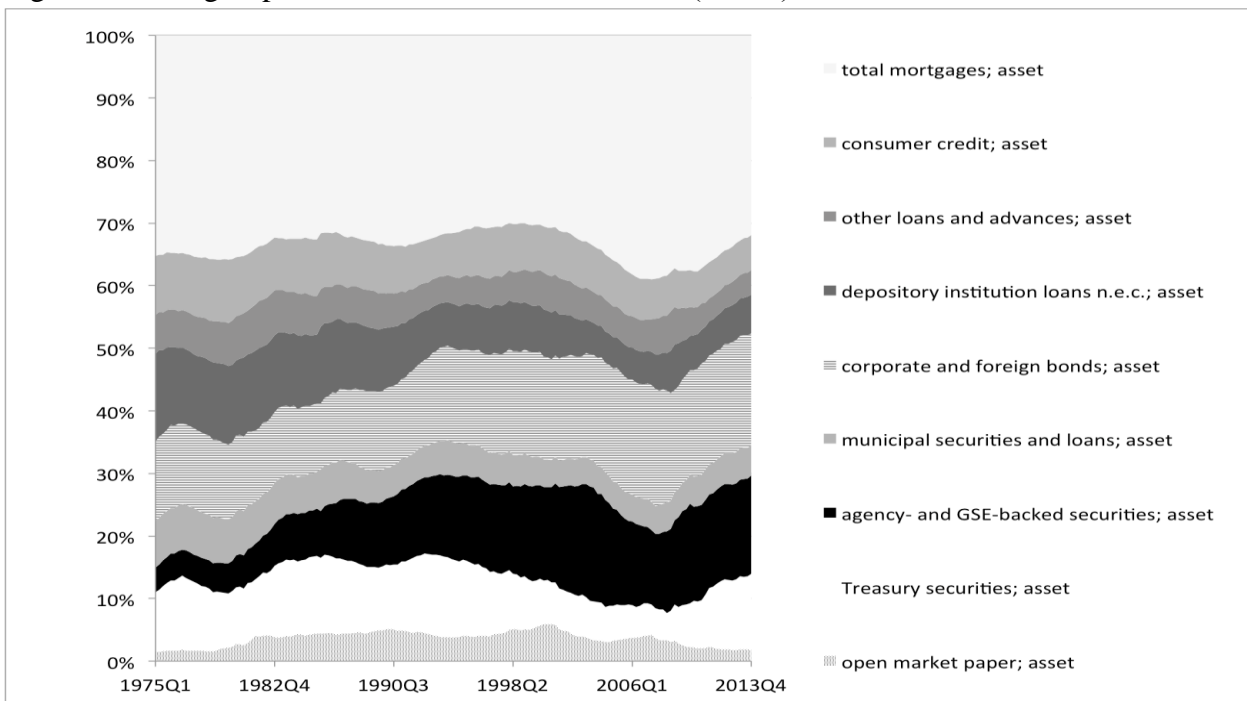 100%
90%
80%
70%
60%
50%
40%
30%
20%
10%
0%
1975Q1 1982Q4 1990Q3 1998Q2 2006Q1 2013Q4
total mortgages; asset
consumer credit; asset
other loans and advances; asset
depository institution loans n.e.c.; asset
corporate and foreign bonds; asset
municipal securities and loans; asset
agency- and GSE-backed securities; asset
Treasury securities; asset
open market paper; asset